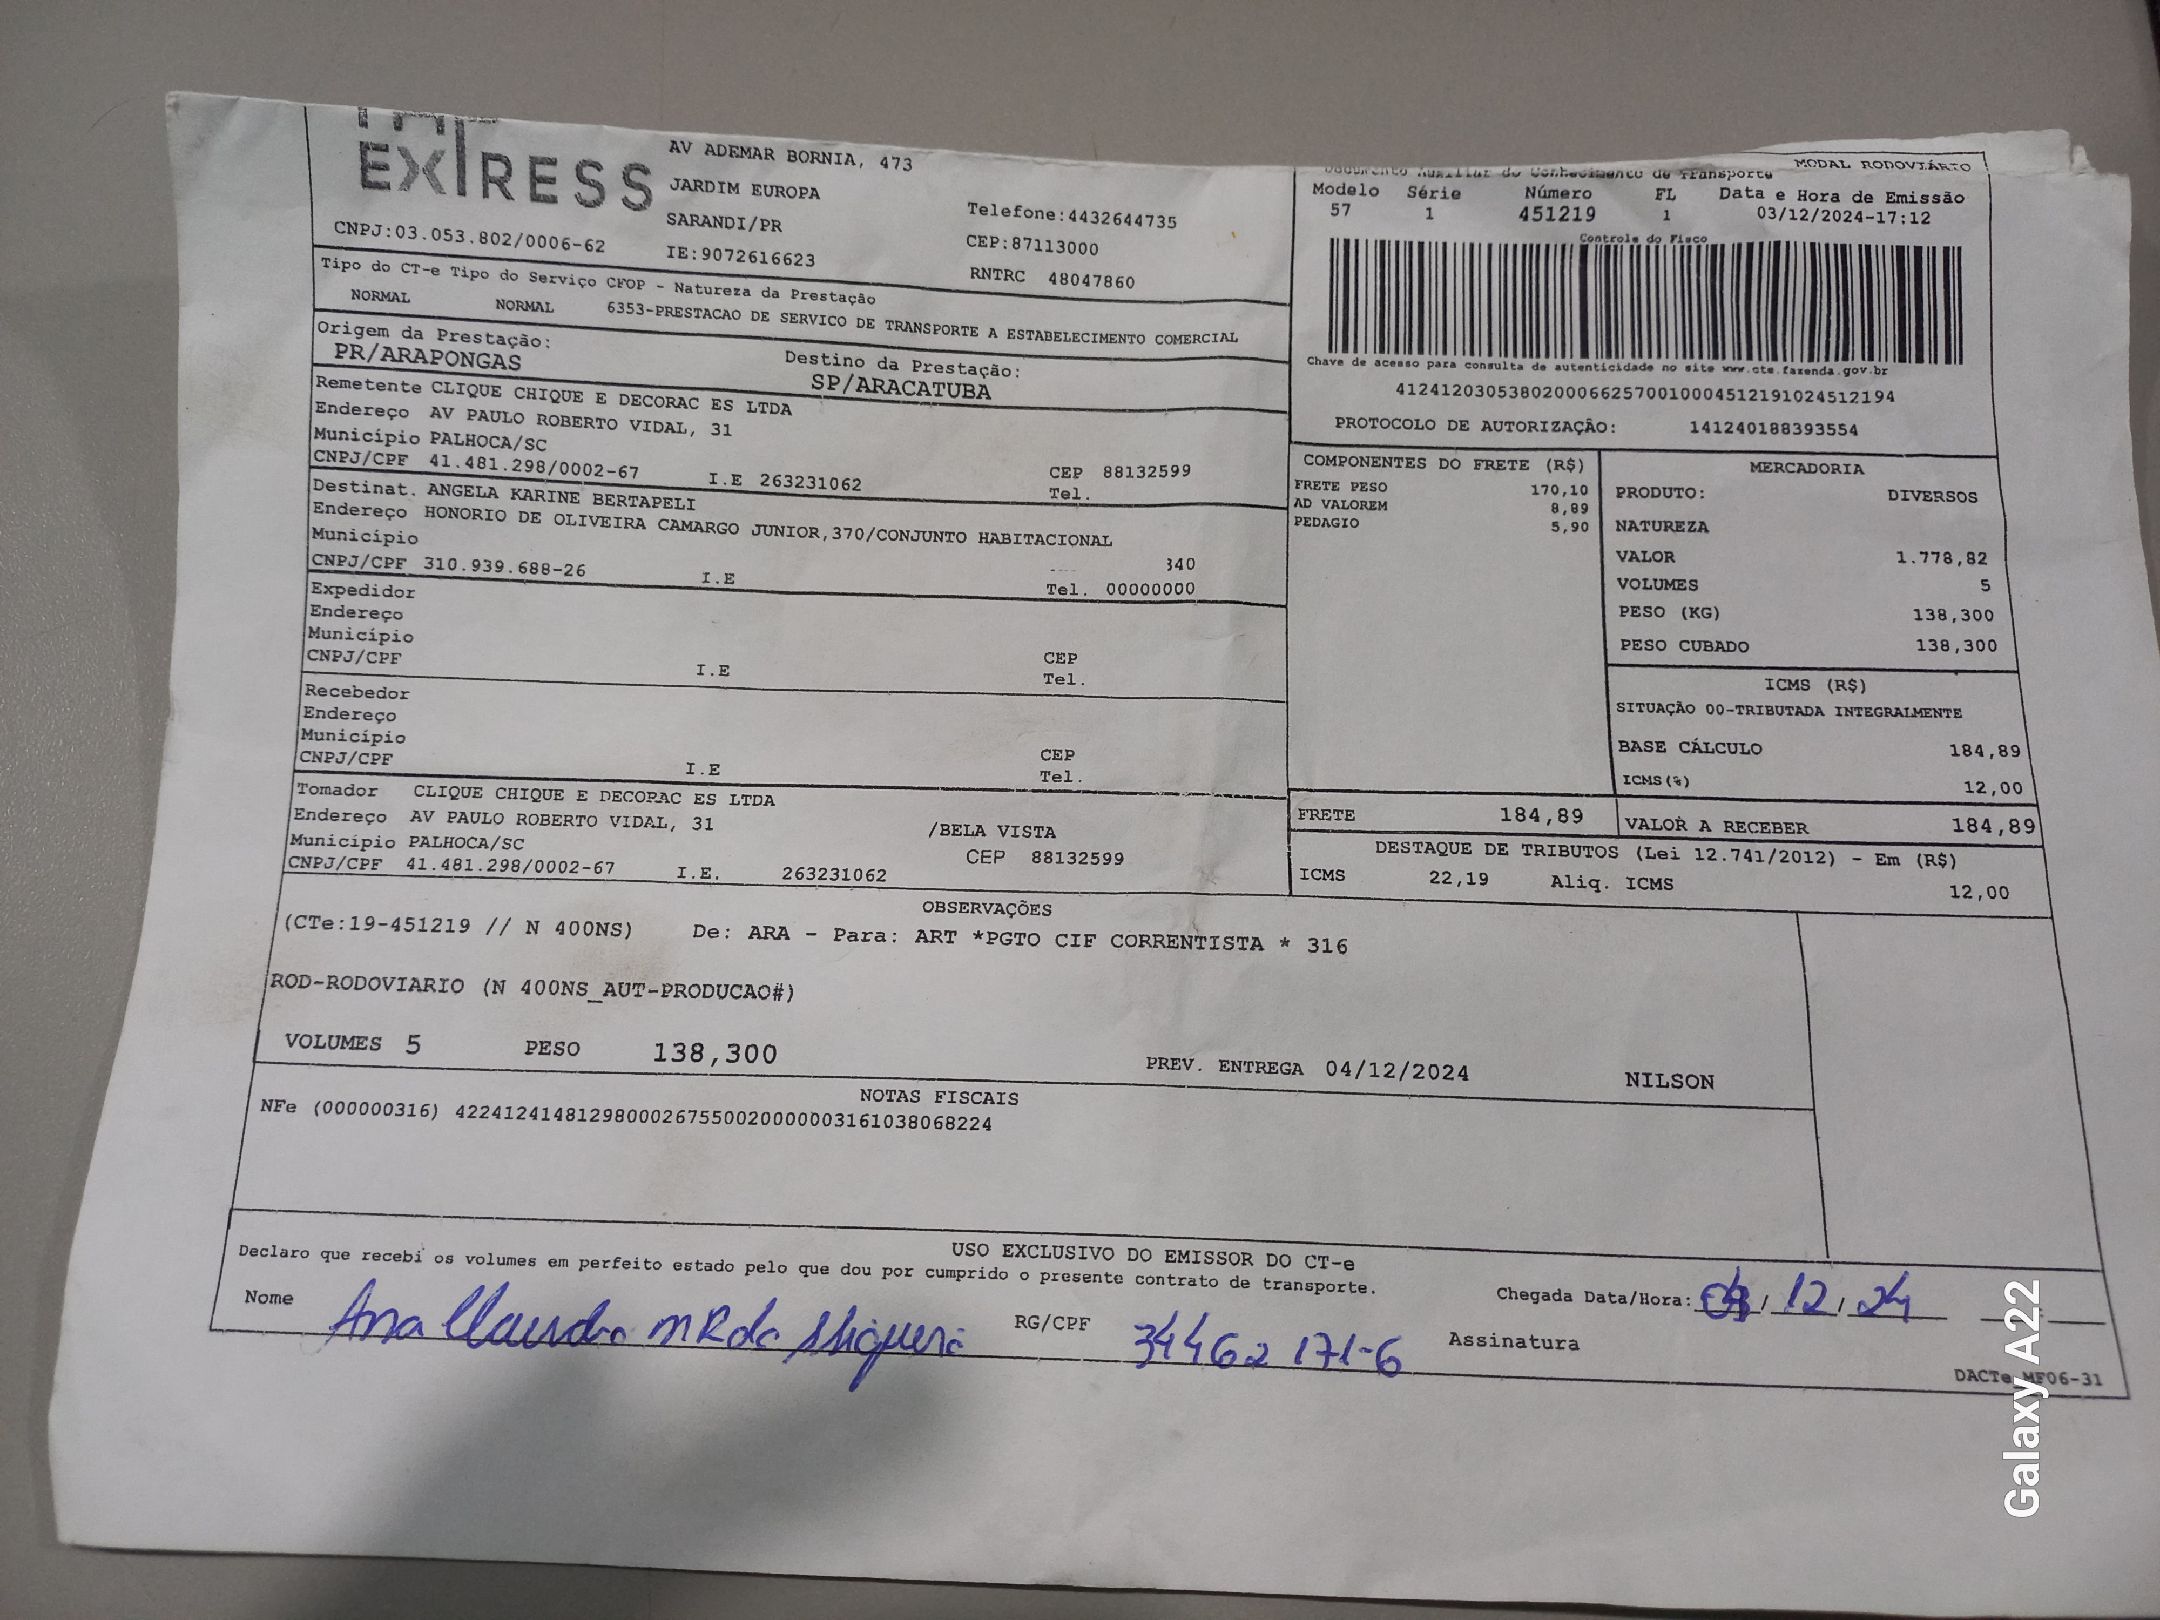 EXPRESS
AV ADEMAR BORNIA, 473
JARDIM EUROPA
SARANDI/PR
IE:9072616623
CNPJ:03.053.802/0006-62
Telefone:4432644735
CEP:87113000
RNTRC 48047860
MODAL RODOVIÁRIO
Documento Auxiliar do Conhecimento de Transporte
Modelo Série Número FL Data e Hora de Emissão
57 1 451219 1 03/12/2024-17:12
Controle do Fisco
Chave de acesso para consulta de autenticidade no site www.cte.fazenda.gov.br
41241203053802000662570010004512191024512194
PROTOCOLO DE AUTORIZAÇÃO: 141240188393554
Tipo do CT-e Tipo do Serviço CFOP - Natureza da Prestação
NORMAL NORMAL 6353-PRESTACAO DE SERVICO DE TRANSPORTE A ESTABELECIMENTO COMERCIAL
Origem da Prestação: Destino da Prestação:
PR/ARAPONGAS SP/ARACATUBA
Remetente CLIQUE CHIQUE E DECORAC ES LTDA
Endereço AV PAULO ROBERTO VIDAL, 31
Município PALHOCA/SC CEP 88132599
CNPJ/CPF 41.481.298/0002-67 I.E 263231062 Tel.
Destinat. ANGELA KARINE BERTAPELI
Endereço HONORIO DE OLIVEIRA CAMARGO JUNIOR,370/CONJUNTO HABITACIONAL
Município 340
CNPJ/CPF 310.939.688-26 I.E Tel. 00000000
Expedidor
Endereço
Município CEP
CNPJ/CPF I.E Tel.
Recebedor
Endereço
Município CEP
CNPJ/CPF I.E Tel.
Tomador CLIQUE CHIQUE E DECORAC ES LTDA
Endereço AV PAULO ROBERTO VIDAL, 31 /BELA VISTA
Município PALHOCA/SC CEP 88132599
CNPJ/CPF 41.481.298/0002-67 I.E. 263231062
COMPONENTES DO FRETE (R$)
FRETE PESO 170,10
AD VALOREM 8,89
PEDAGIO 5,90
MERCADORIA
PRODUTO: DIVERSOS
NATUREZA
VALOR 1.778,82
VOLUMES 5
PESO (KG) 138,300
PESO CUBADO 138,300
ICMS (R$)
SITUAÇÃO 00-TRIBUTADA INTEGRALMENTE
BASE CÁLCULO 184,89
ICMS(%) 12,00
FRETE 184,89 VALOR A RECEBER 184,89
DESTAQUE DE TRIBUTOS (Lei 12.741/2012) - Em (R$)
ICMS 22,19 Aliq. ICMS 12,00
OBSERVAÇÕES
(CTe:19-451219 // N 400NS) De: ARA - Para: ART *PGTO CIF CORRENTISTA * 316
ROD-RODOVIARIO (N 400NS_AUT-PRODUCAO#)
VOLUMES 5 PESO 138,300 PREV. ENTREGA 04/12/2024 NILSON
NOTAS FISCAIS
NFe (000000316) 42241241481298000267550020000003161038068224
USO EXCLUSIVO DO EMISSOR DO CT-e
Declaro que recebi os volumes em perfeito estado pelo que dou por cumprido o presente contrato de transporte.
Nome Ana Claudia RG/CPF 34462171-6
Chegada Data/Hora: / 12 / 24
Assinatura
DACTe MF06-31
Galaxy A22